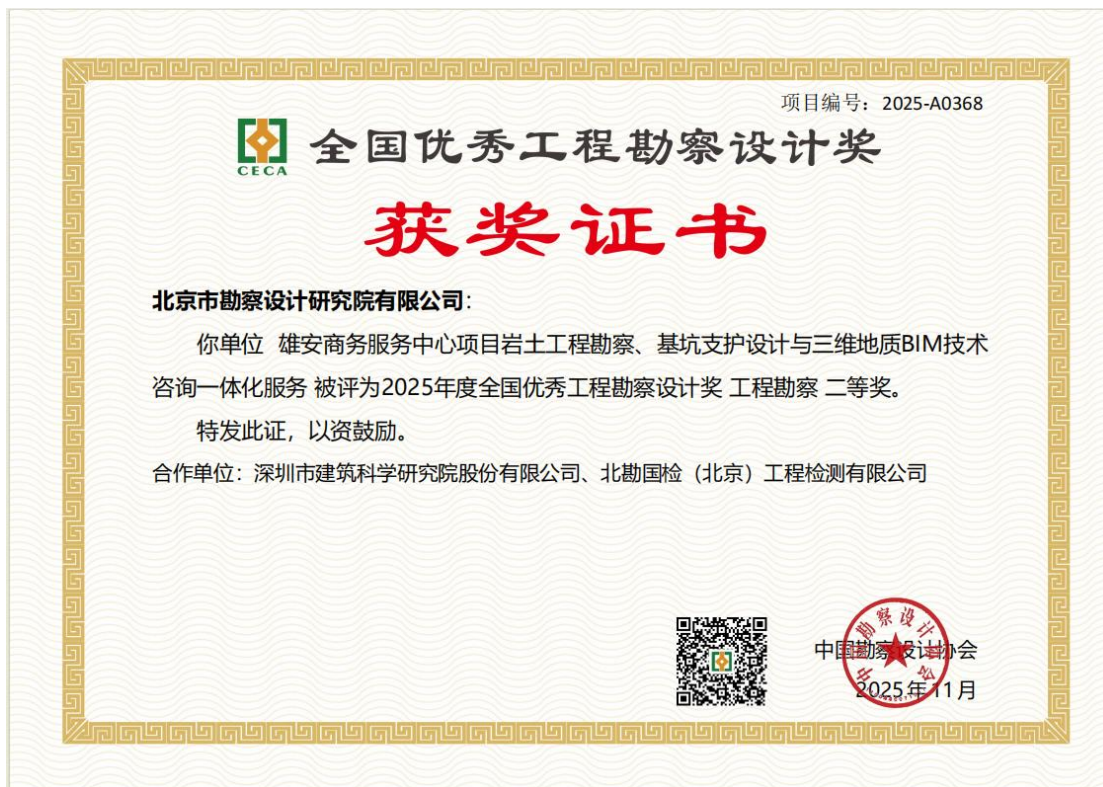 项目编号：2025-A0368
CECA
全国优秀工程勘察设计奖
获奖证书
北京市勘察设计研究院有限公司：
你单位 雄安商务服务中心项目岩土工程勘察、基坑支护设计与三维地质BIM技术
咨询一体化服务 被评为2025年度全国优秀工程勘察设计奖 工程勘察 二等奖。
特发此证，以资鼓励。
合作单位：深圳市建筑科学研究院股份有限公司、北勘国检（北京）工程检测有限公司
中国勘察设计协会
中国勘察设计协会
2025年11月